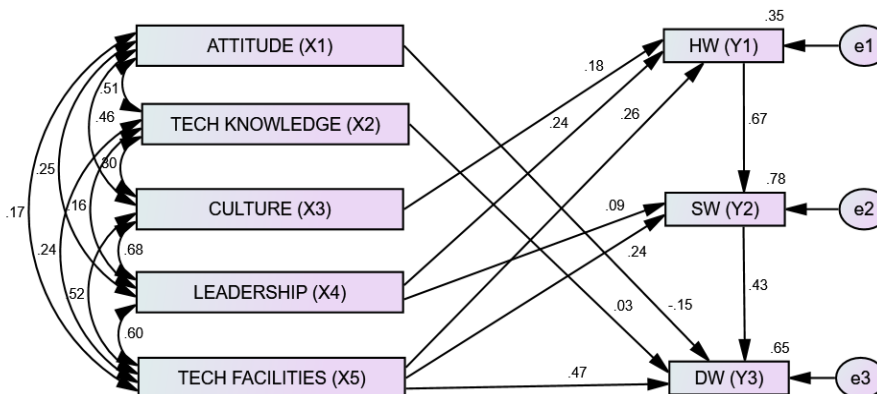 ATTITUDE (X1)
TECH KNOWLEDGE (X2)
CULTURE (X3)
LEADERSHIP (X4)
TECH FACILITIES (X5)
.51
.46
.30
.25
.16
.17
.24
.68
.52
.60
.18
.24
.26
.09
.24
.03
-.15
.47
.35
HW (Y1)
e1
.67
.78
SW (Y2)
e2
.43
.65
DW (Y3)
e3